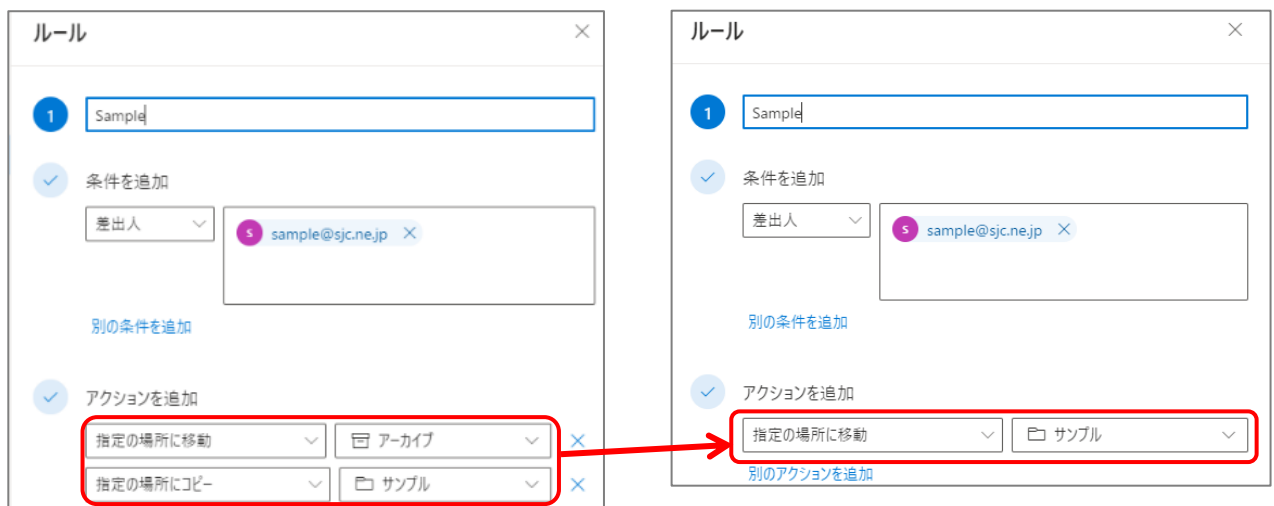 ルール
1
Sample
条件を追加
差出人
S sample@sjc.ne.jp
別の条件を追加
アクションを追加
指定の場所に移動 アーカイブ
指定の場所にコピー サンプル
ルール
1
Sample
条件を追加
差出人
S sample@sjc.ne.jp
別の条件を追加
アクションを追加
指定の場所に移動 サンプル
別のアクションを追加